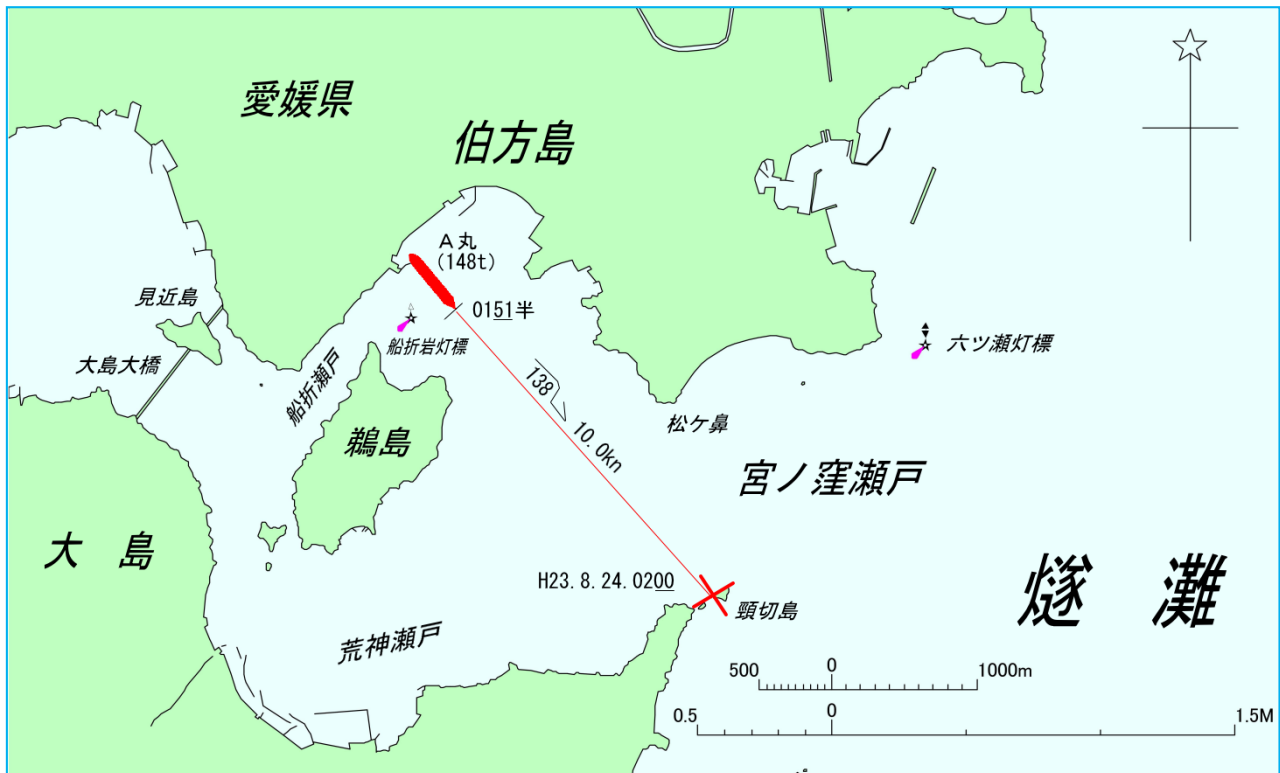 愛媛県
伯方島
A丸
(148t)
見近島
0151半
船折岩灯標
六ツ瀬灯標
大島大橋
船折瀬戸
138
10.0kn
松ケ鼻
鵜島
宮ノ窪瀬戸
大 島
燧 灘
H23.8.24.0200
頸切島
荒神瀬戸
500 0 1000m
0.5 0 1.5M